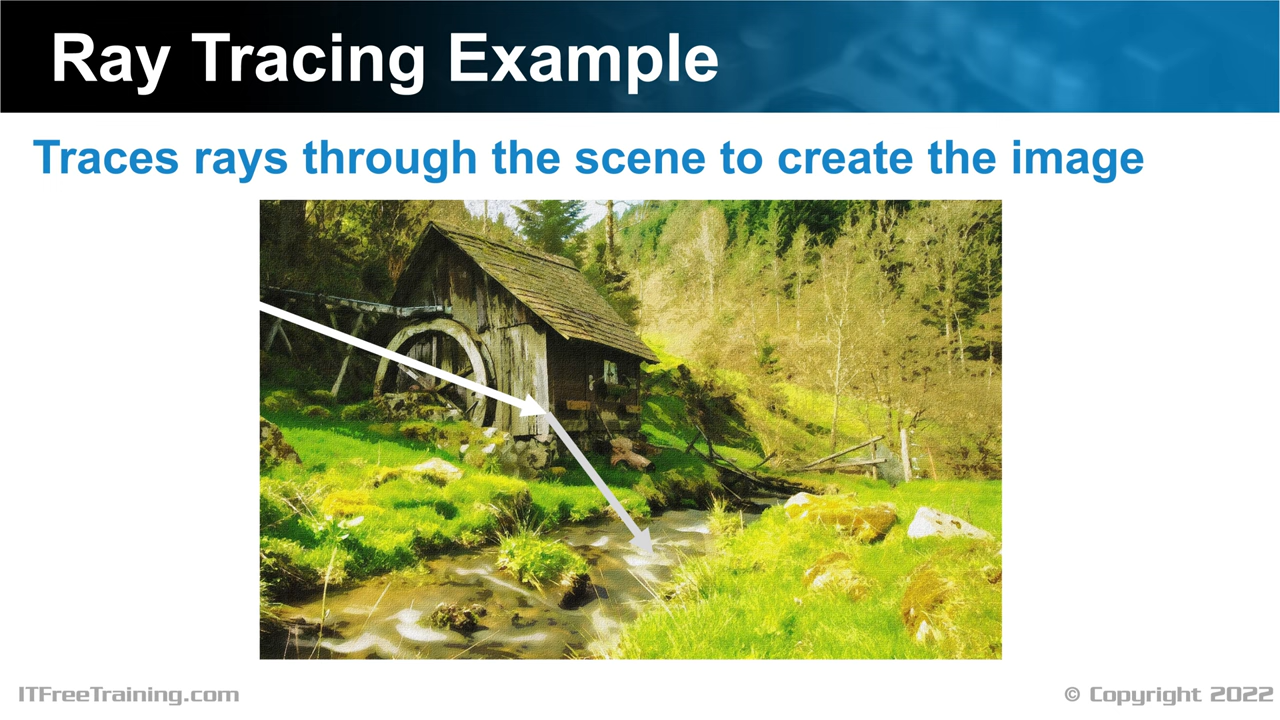 Ray Tracing Example
Traces rays through the scene to create the image
ITFreeTraining.com
© Copyright 2022